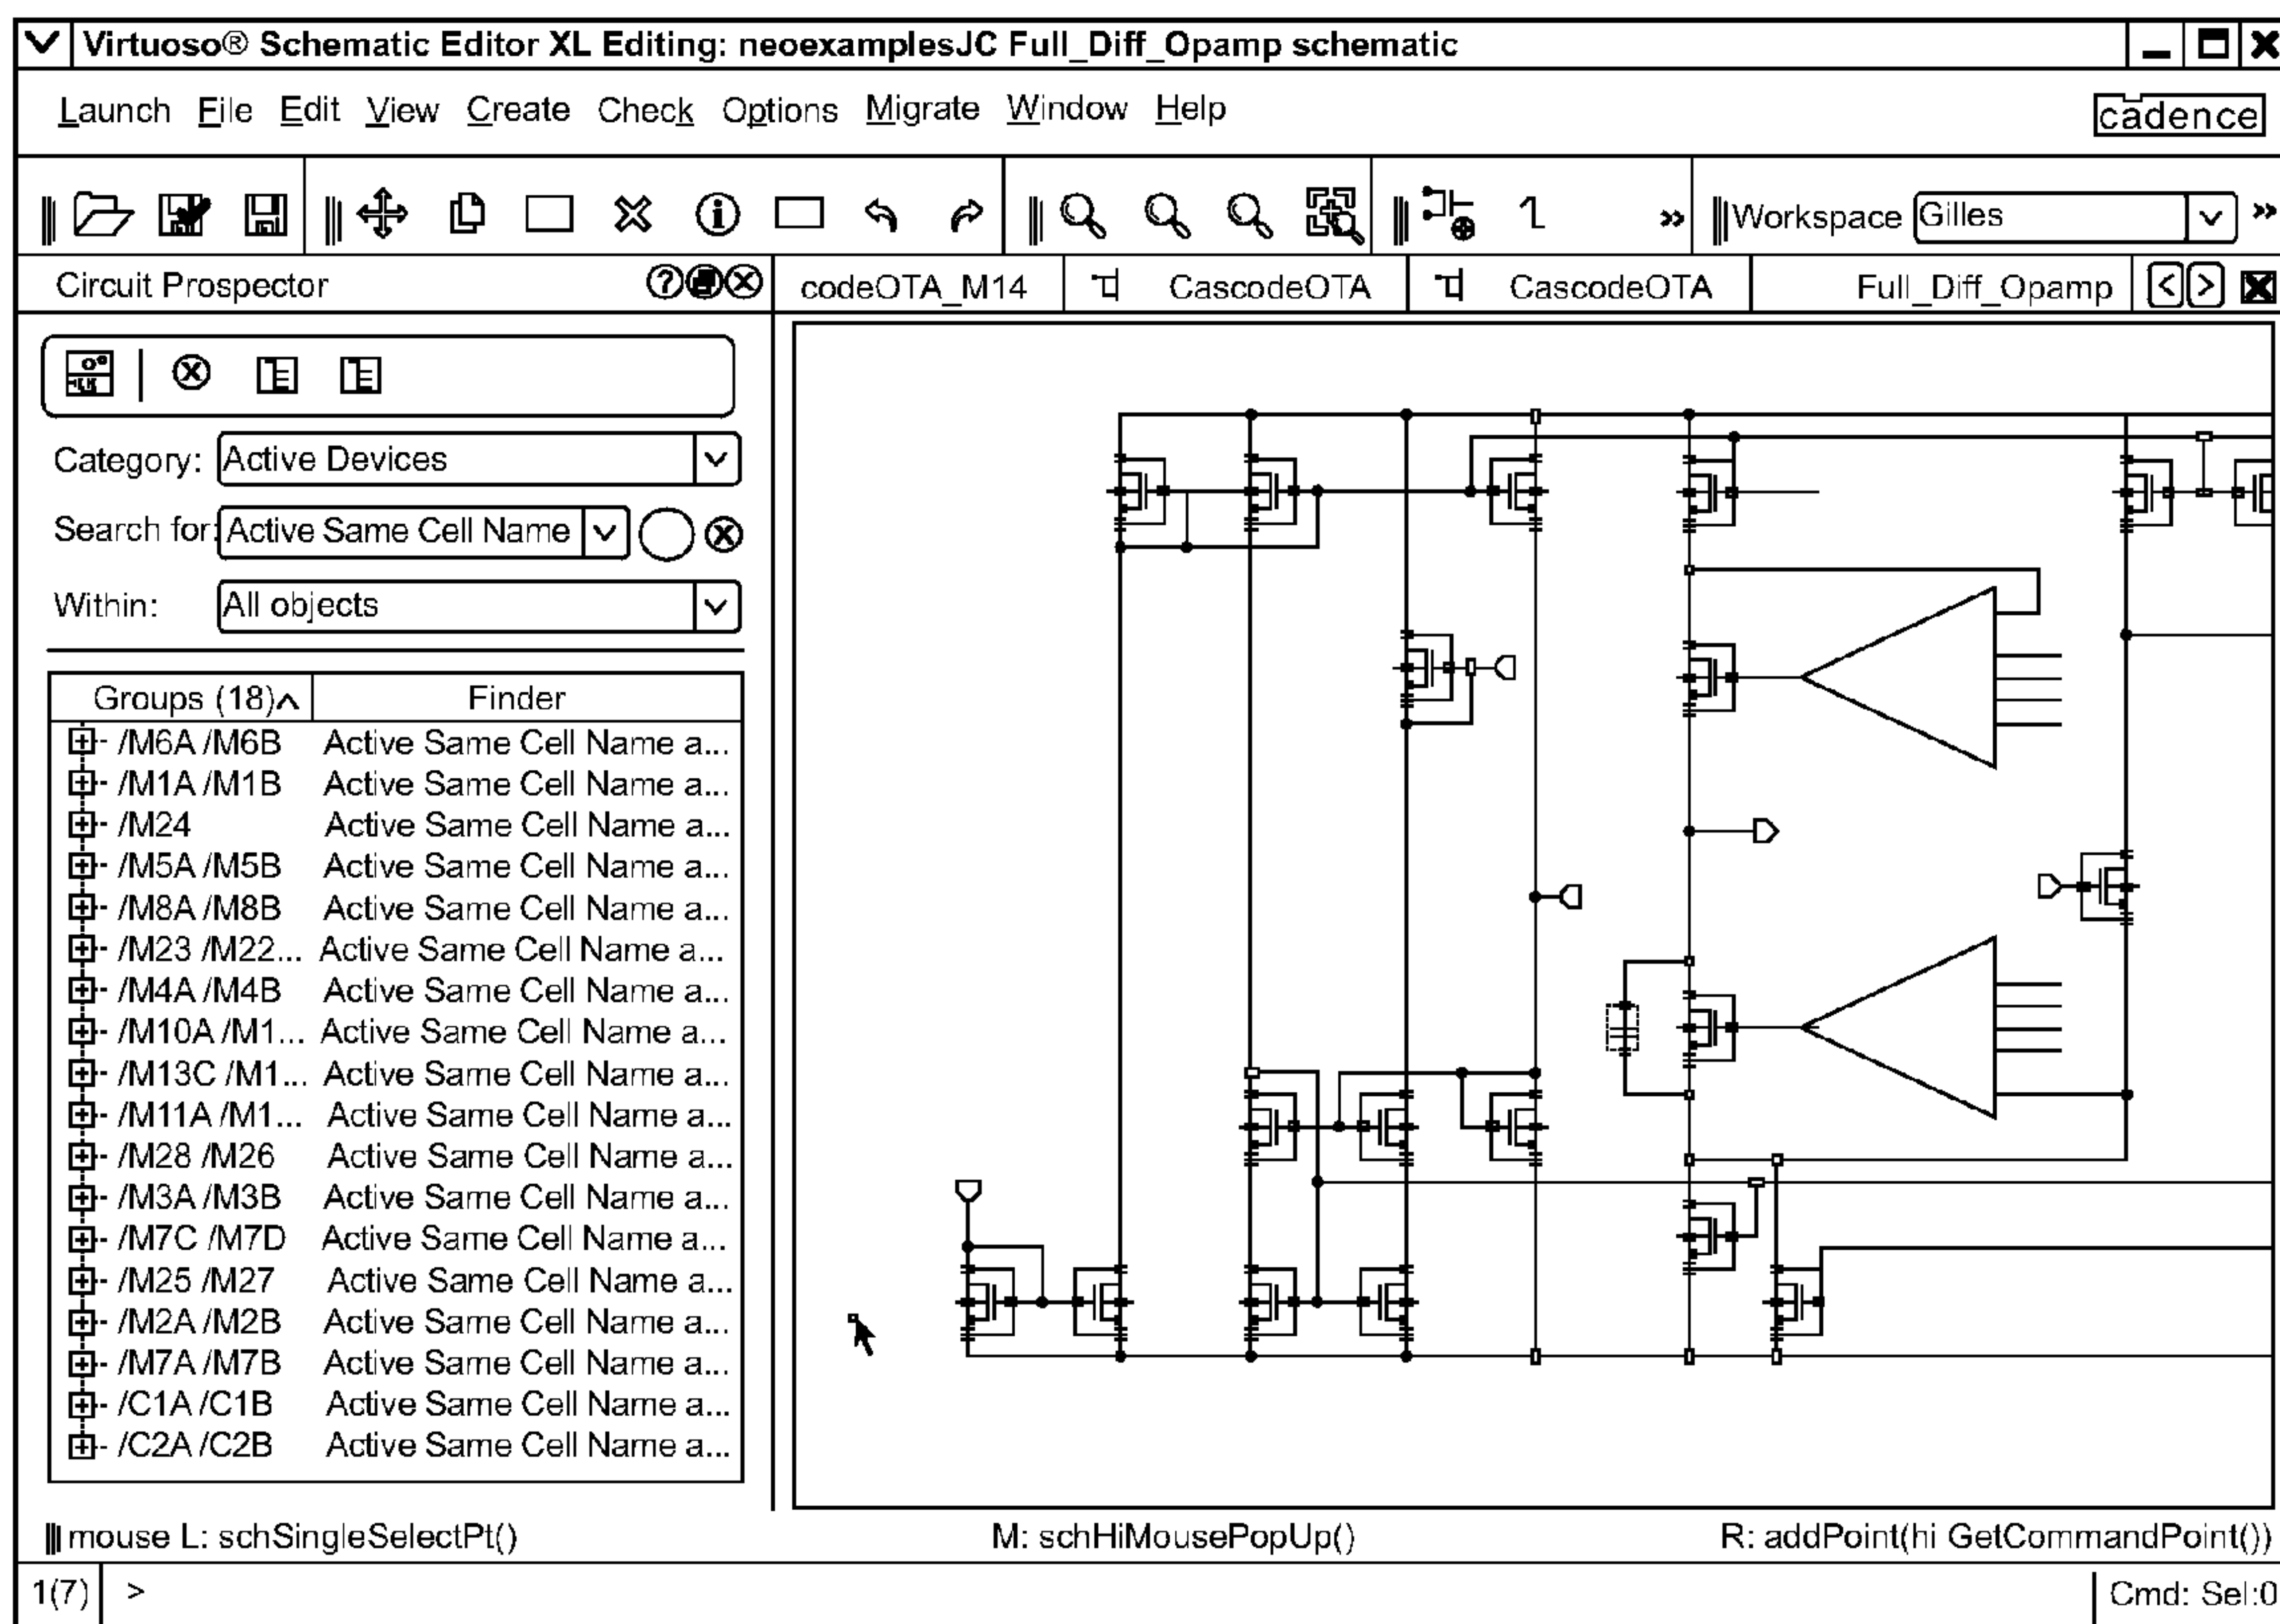 Virtuoso® Schematic Editor XL Editing: neoexamplesJC Full_Diff_Opamp schematic
Launch File Edit View Create Check Options Migrate Window Help
cādence
1 » Workspace Gilles »
Circuit Prospector
codeOTA_M14 CascodeOTA CascodeOTA Full_Diff_Opamp
Category: Active Devices
Search for: Active Same Cell Name
Within: All objects
Groups (18) Finder
/M6A /M6B Active Same Cell Name a...
/M1A /M1B Active Same Cell Name a...
/M24 Active Same Cell Name a...
/M5A /M5B Active Same Cell Name a...
/M8A /M8B Active Same Cell Name a...
/M23 /M22... Active Same Cell Name a...
/M4A /M4B Active Same Cell Name a...
/M10A /M1... Active Same Cell Name a...
/M13C /M1... Active Same Cell Name a...
/M11A /M1... Active Same Cell Name a...
/M28 /M26 Active Same Cell Name a...
/M3A /M3B Active Same Cell Name a...
/M7C /M7D Active Same Cell Name a...
/M25 /M27 Active Same Cell Name a...
/M2A /M2B Active Same Cell Name a...
/M7A /M7B Active Same Cell Name a...
/C1A /C1B Active Same Cell Name a...
/C2A /C2B Active Same Cell Name a...
mouse L: schSingleSelectPt() M: schHiMousePopUp() R: addPoint(hi GetCommandPoint())
1(7) > Cmd: Sel:0